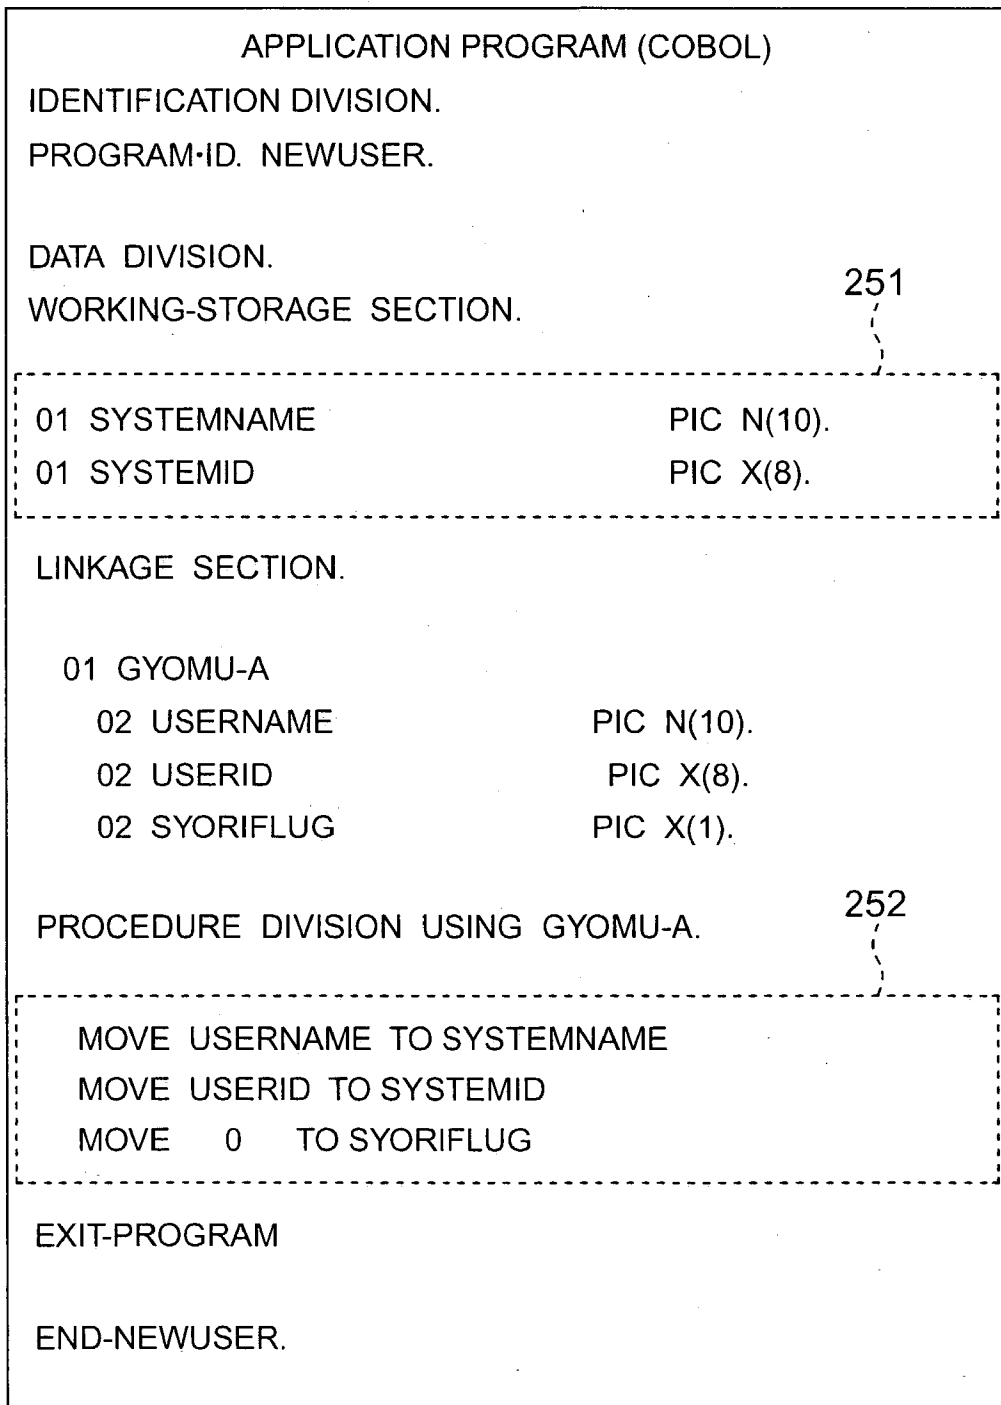 APPLICATION PROGRAM (COBOL)
IDENTIFICATION DIVISION.
PROGRAM·ID. NEWUSER.
DATA DIVISION.
WORKING-STORAGE SECTION.
251
01 SYSTEMNAME PIC N(10).
01 SYSTEMID PIC X(8).
LINKAGE SECTION.
01 GYOMU-A
02 USERNAME PIC N(10).
02 USERID PIC X(8).
02 SYORIFLUG PIC X(1).
PROCEDURE DIVISION USING GYOMU-A.
252
MOVE USERNAME TO SYSTEMNAME
MOVE USERID TO SYSTEMID
MOVE 0 TO SYORIFLUG
EXIT-PROGRAM
END-NEWUSER.